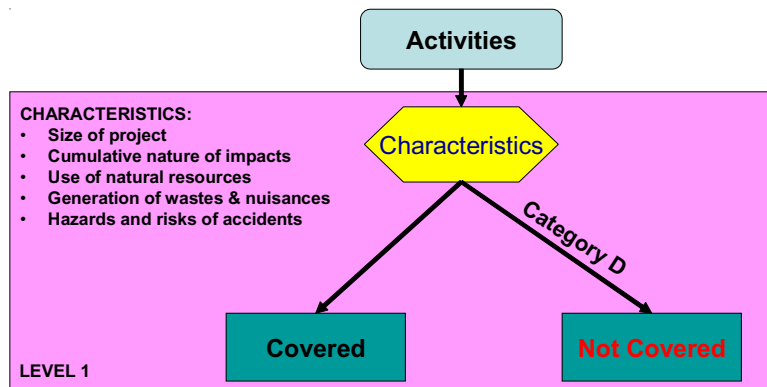 Activities
CHARACTERISTICS:
• Size of project
• Cumulative nature of impacts
• Use of natural resources
• Generation of wastes & nuisances
• Hazards and risks of accidents
Characteristics
Category D
Covered
Not Covered
LEVEL 1